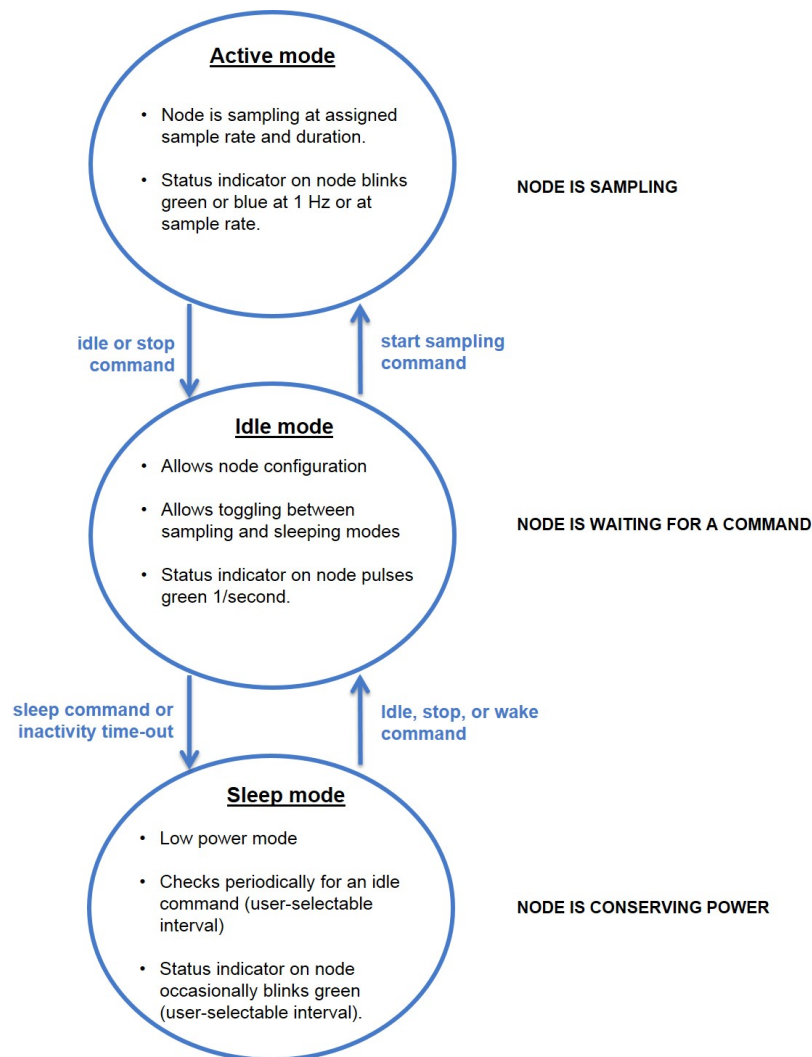 Active mode
• Node is sampling at assigned
sample rate and duration.
• Status indicator on node blinks
green or blue at 1 Hz or at
sample rate.
NODE IS SAMPLING
idle or stop
command
start sampling
command
Idle mode
• Allows node configuration
• Allows toggling between
sampling and sleeping modes
• Status indicator on node pulses
green 1/second.
NODE IS WAITING FOR A COMMAND
sleep command or
inactivity time-out
Idle, stop, or wake
command
Sleep mode
• Low power mode
• Checks periodically for an idle
command (user-selectable
interval)
• Status indicator on node
occasionally blinks green
(user-selectable interval).
NODE IS CONSERVING POWER